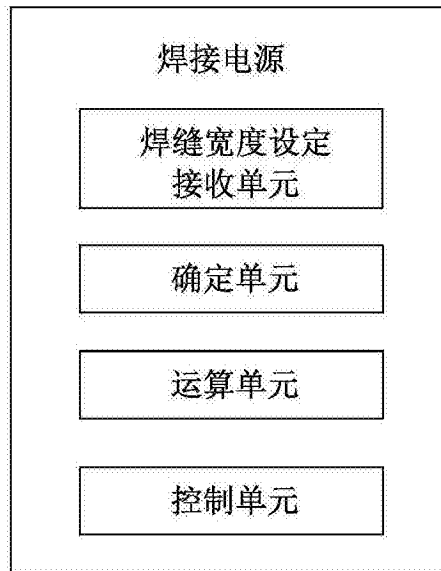 焊接电源
焊缝宽度设定
接收单元
确定单元
运算单元
控制单元